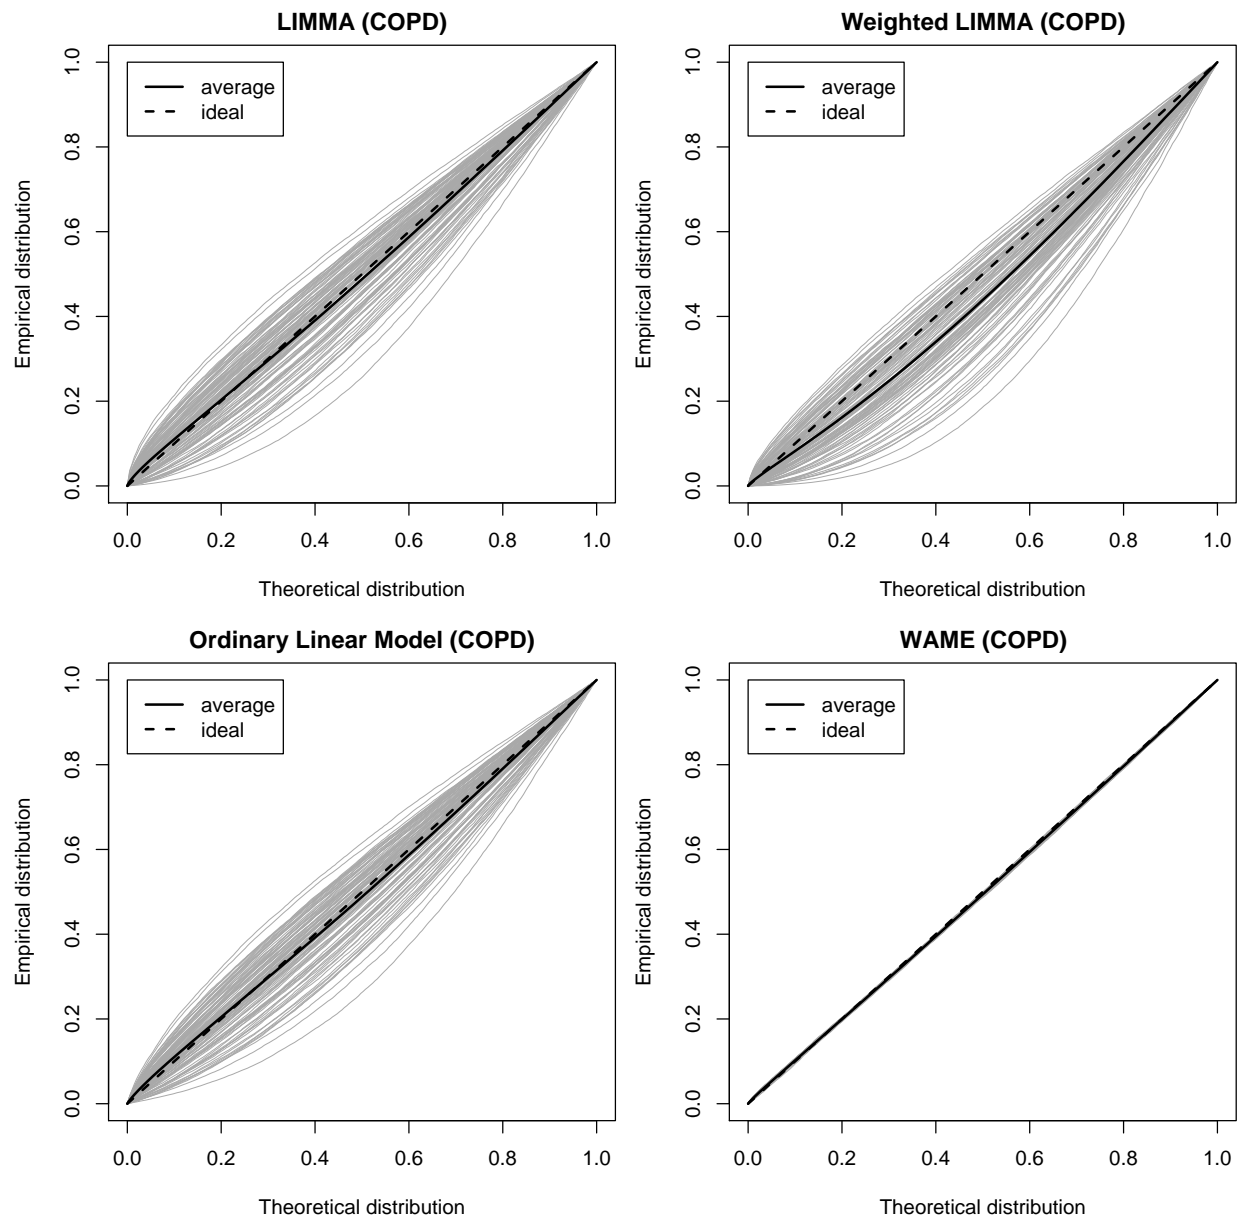 LIMMA (COPD)
average
ideal
1.0
0.8
0.6
0.4
0.2
0.0
Empirical distribution
0.0 0.2 0.4 0.6 0.8 1.0
Theoretical distribution
Weighted LIMMA (COPD)
average
ideal
1.0
0.8
0.6
0.4
0.2
0.0
Empirical distribution
0.0 0.2 0.4 0.6 0.8 1.0
Theoretical distribution
Ordinary Linear Model (COPD)
average
ideal
1.0
0.8
0.6
0.4
0.2
0.0
Empirical distribution
0.0 0.2 0.4 0.6 0.8 1.0
Theoretical distribution
WAME (COPD)
average
ideal
1.0
0.8
0.6
0.4
0.2
0.0
Empirical distribution
0.0 0.2 0.4 0.6 0.8 1.0
Theoretical distribution